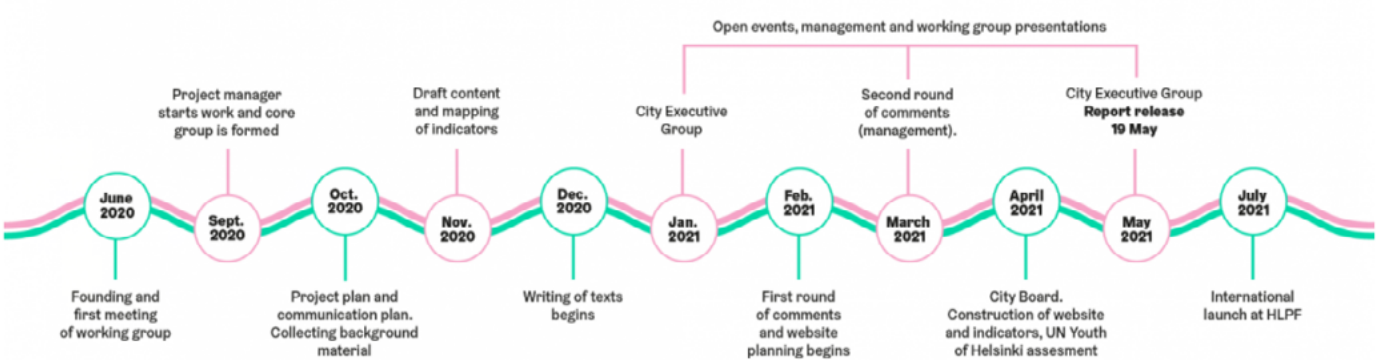 Open events, management and working group presentations
Project manager
starts work and core
group is formed
Draft content
and mapping
of indicators
City Executive
Group
Second round
of comments
(management).
City Executive Group
Report release
19 May
June
2020
Sept.
2020
Oct.
2020
Nov.
2020
Dec.
2020
Jan.
2021
Feb.
2021
March
2021
April
2021
May
2021
July
2021
Founding and
first meeting
of working group
Project plan and
communication plan.
Collecting background
material
Writing of texts
begins
First round
of comments
and website
planning begins
City Board.
Construction of website
and indicators, UN Youth
of Helsinki assesment
International
launch at HLPF